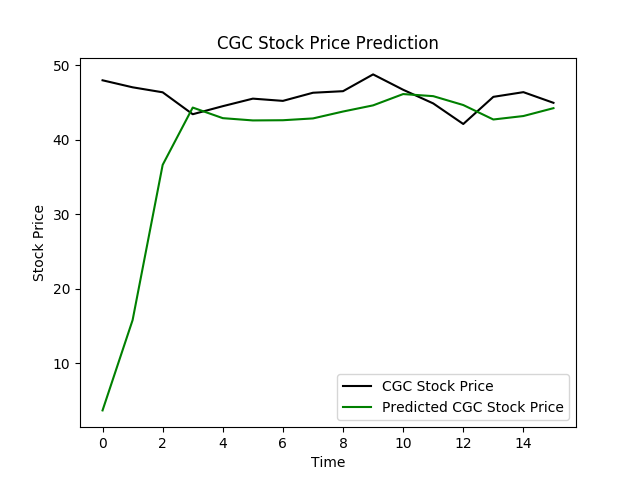 CGC Stock Price Prediction
50
40
30
20
10
Stock Price
0 2 4 6 8 10 12 14
Time
CGC Stock Price
Predicted CGC Stock Price